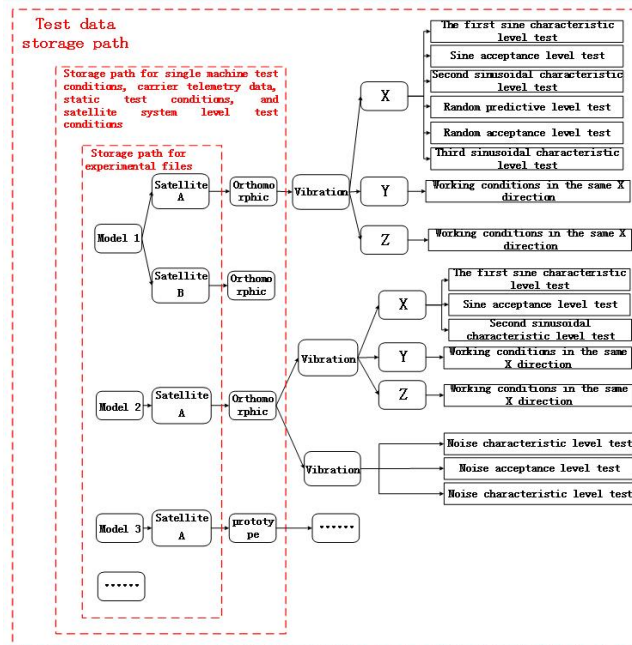 Test data
storage path
Storage path for single machine test
conditions, carrier telemetry data,
static test conditions, and
satellite system level test
conditions
Storage path for
experimental files
Model 1
Satellite
A
Orthomo
rphic
Vibration
X
The first sine characteristic
level test
Sine acceptance level test
Second sinusoidal characteristic
level test
Random predictive level test
Random acceptance level test
Third sinusoidal characteristic
level test
Y
Working conditions in the same X
direction
Z
Working conditions in the same X
direction
Satellite
B
Orthomo
rphic
Model 2
Satellite
A
Orthomo
rphic
Vibration
X
The first sine characteristic
level test
Sine acceptance level test
Second sinusoidal
characteristic level test
Y
Working conditions in the same
X direction
Z
Working conditions in the same
X direction
Vibration
Noise characteristic level test
Noise acceptance level test
Noise characteristic level test
Model 3
Satellite
A
prototy
pe
······
······